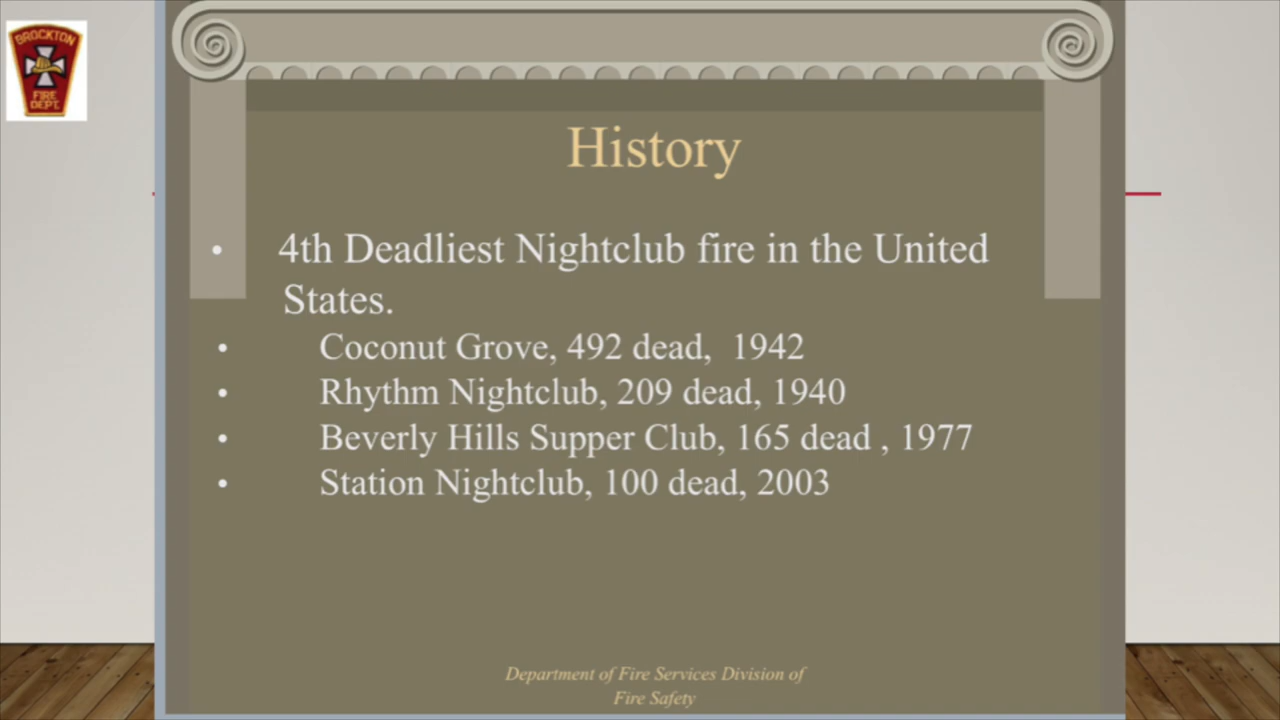 BROCKTON
FIRE
DEPT.
History
• 4th Deadliest Nightclub fire in the United
States.
• Coconut Grove, 492 dead, 1942
• Rhythm Nightclub, 209 dead, 1940
• Beverly Hills Supper Club, 165 dead , 1977
• Station Nightclub, 100 dead, 2003
Department of Fire Services Division of
Fire Safety